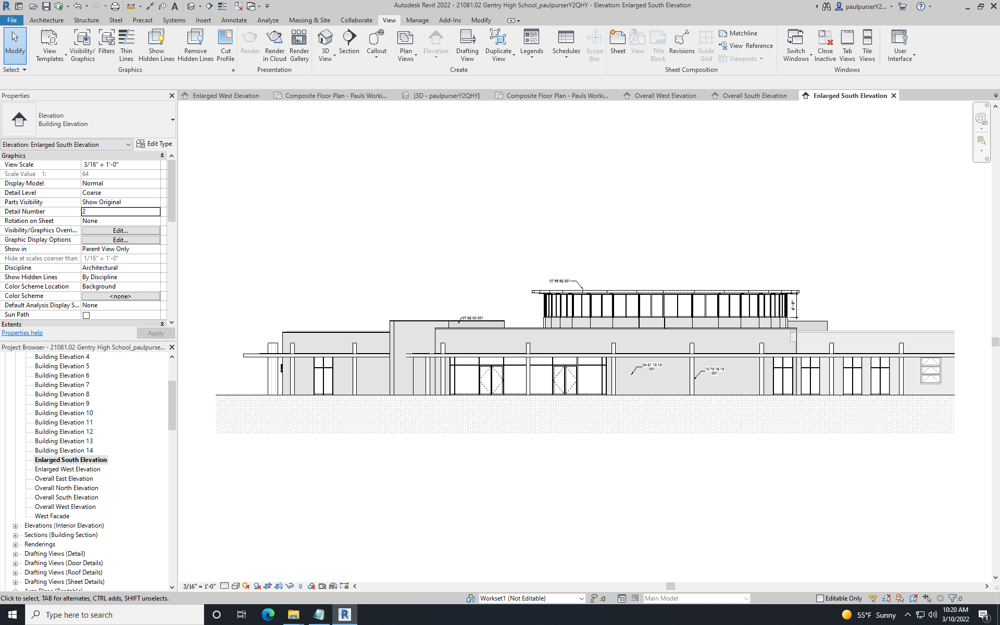 Autodesk Revit 2022 - 21081.02 Gentry High School_paulpurserY2QHY - Elevation: Enlarged South Elevation
paulpurserY2...
File Architecture Structure Steel Precast Systems Insert Annotate Analyze Massing & Site Collaborate View Manage Add-Ins Modify
Modify
View Templates
Visibility/ Graphics
Filters
Thin Lines
Show Hidden Lines
Remove Hidden Lines
Cut Profile
Render
Render in Cloud
Render Gallery
3D View
Section
Callout
Plan Views
Elevation
Drafting View
Duplicate View
Legends
Schedules
Scope Box
Sheet
View
Title Block
Revisions
Guide Grid
Matchline
View Reference
Viewports
Switch Windows
Close Inactive
Tab Views
Tile Views
User Interface
Select
Graphics
Presentation
Create
Sheet Composition
Windows
Properties
Enlarged West Elevation
Composite Floor Plan - Pauls Worki...
{3D - paulpurserY2QHY}
Composite Floor Plan - Pauls Worki...
Overall West Elevation
Overall South Elevation
Enlarged South Elevation
Elevation
Building Elevation
Elevation: Enlarged South Elevation
Edit Type
Graphics
View Scale 3/16" = 1'-0"
Scale Value 1: 64
Display Model Normal
Detail Level Coarse
Parts Visibility Show Original
Detail Number 2
Rotation on Sheet None
Visibility/Graphics Overri... Edit...
Graphic Display Options Edit...
Show in Parent View Only
Hide at scales coarser than 1/16" = 1'-0"
Discipline Architectural
Show Hidden Lines By Discipline
Color Scheme Location Background
Color Scheme <none>
Default Analysis Display S... None
Sun Path
Extents
Properties help
Apply
Project Browser - 21081.02 Gentry High School_paulpurse...
Building Elevation 4
Building Elevation 5
Building Elevation 6
Building Elevation 7
Building Elevation 8
Building Elevation 9
Building Elevation 10
Building Elevation 11
Building Elevation 12
Building Elevation 13
Building Elevation 14
Enlarged South Elevation
Enlarged West Elevation
Overall East Elevation
Overall North Elevation
Overall South Elevation
Overall West Elevation
West Facade
Elevations (Interior Elevation)
Sections (Building Section)
Renderings
Drafting Views (Detail)
Drafting Views (Door Details)
Drafting Views (Roof Details)
Drafting Views (Sheet Details)
07 62 00 001
04 21 13.13
001
10 73 16.13
001
2D
3/16" = 1'-0"
Click to select, TAB for alternates, CTRL adds, SHIFT unselects.
Workset1 (Not Editable)
:0
Main Model
Editable Only
:0
Type here to search
55°F Sunny
10:20 AM
3/10/2022
1